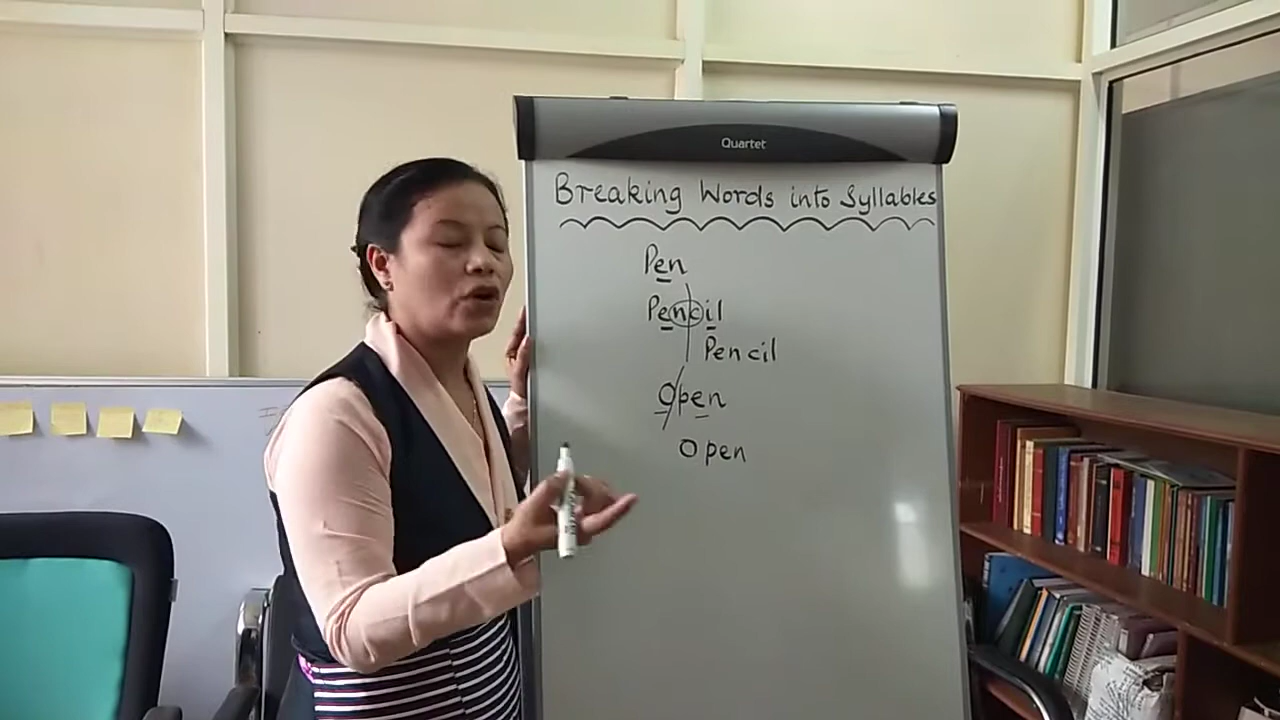 Quartet
Breaking Words into Syllables
Pen
Pencil
Pen cil
Open
O pen